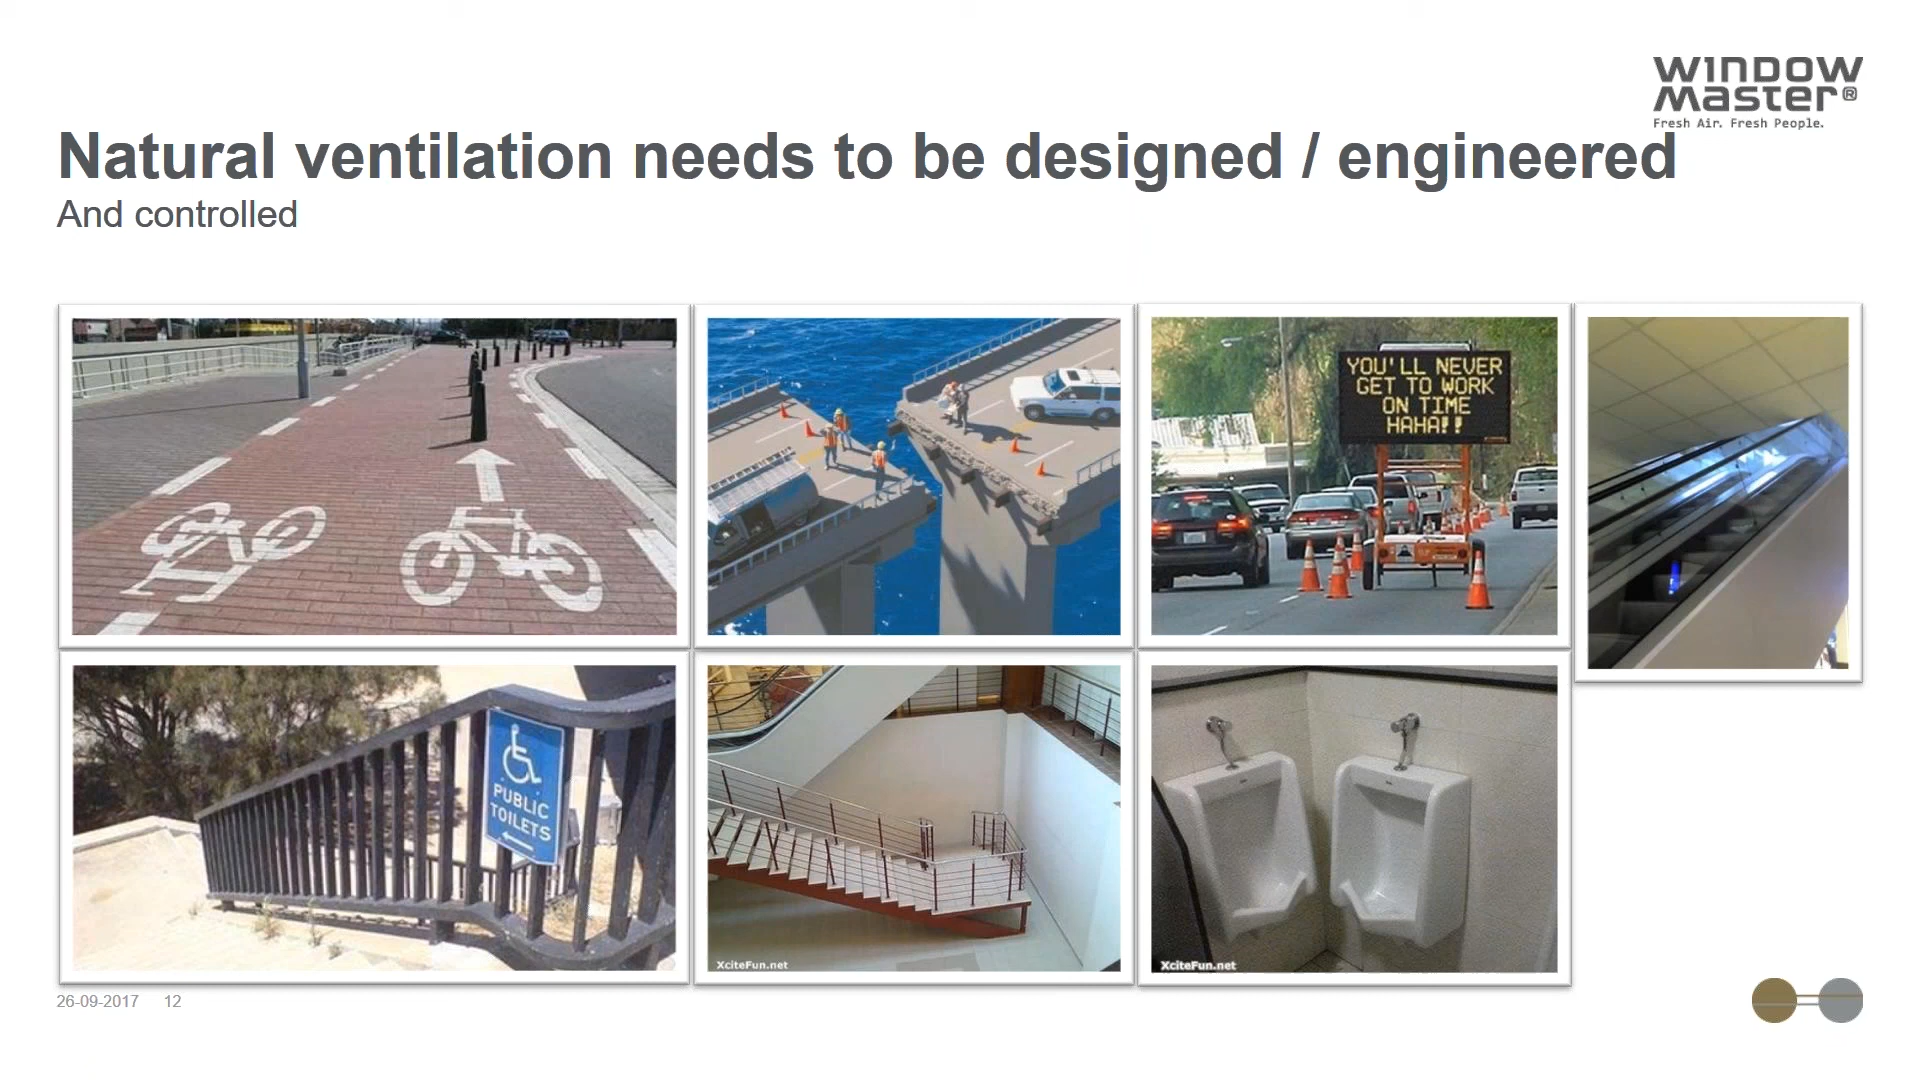 WINDOW
Master®
Fresh Air. Fresh People.
Natural ventilation needs to be designed / engineered
And controlled
YOU'LL NEVER
GET TO WORK
ON TIME
HAHA!!
PUBLIC
TOILETS
XciteFun.net
XciteFun.net
26-09-2017 12